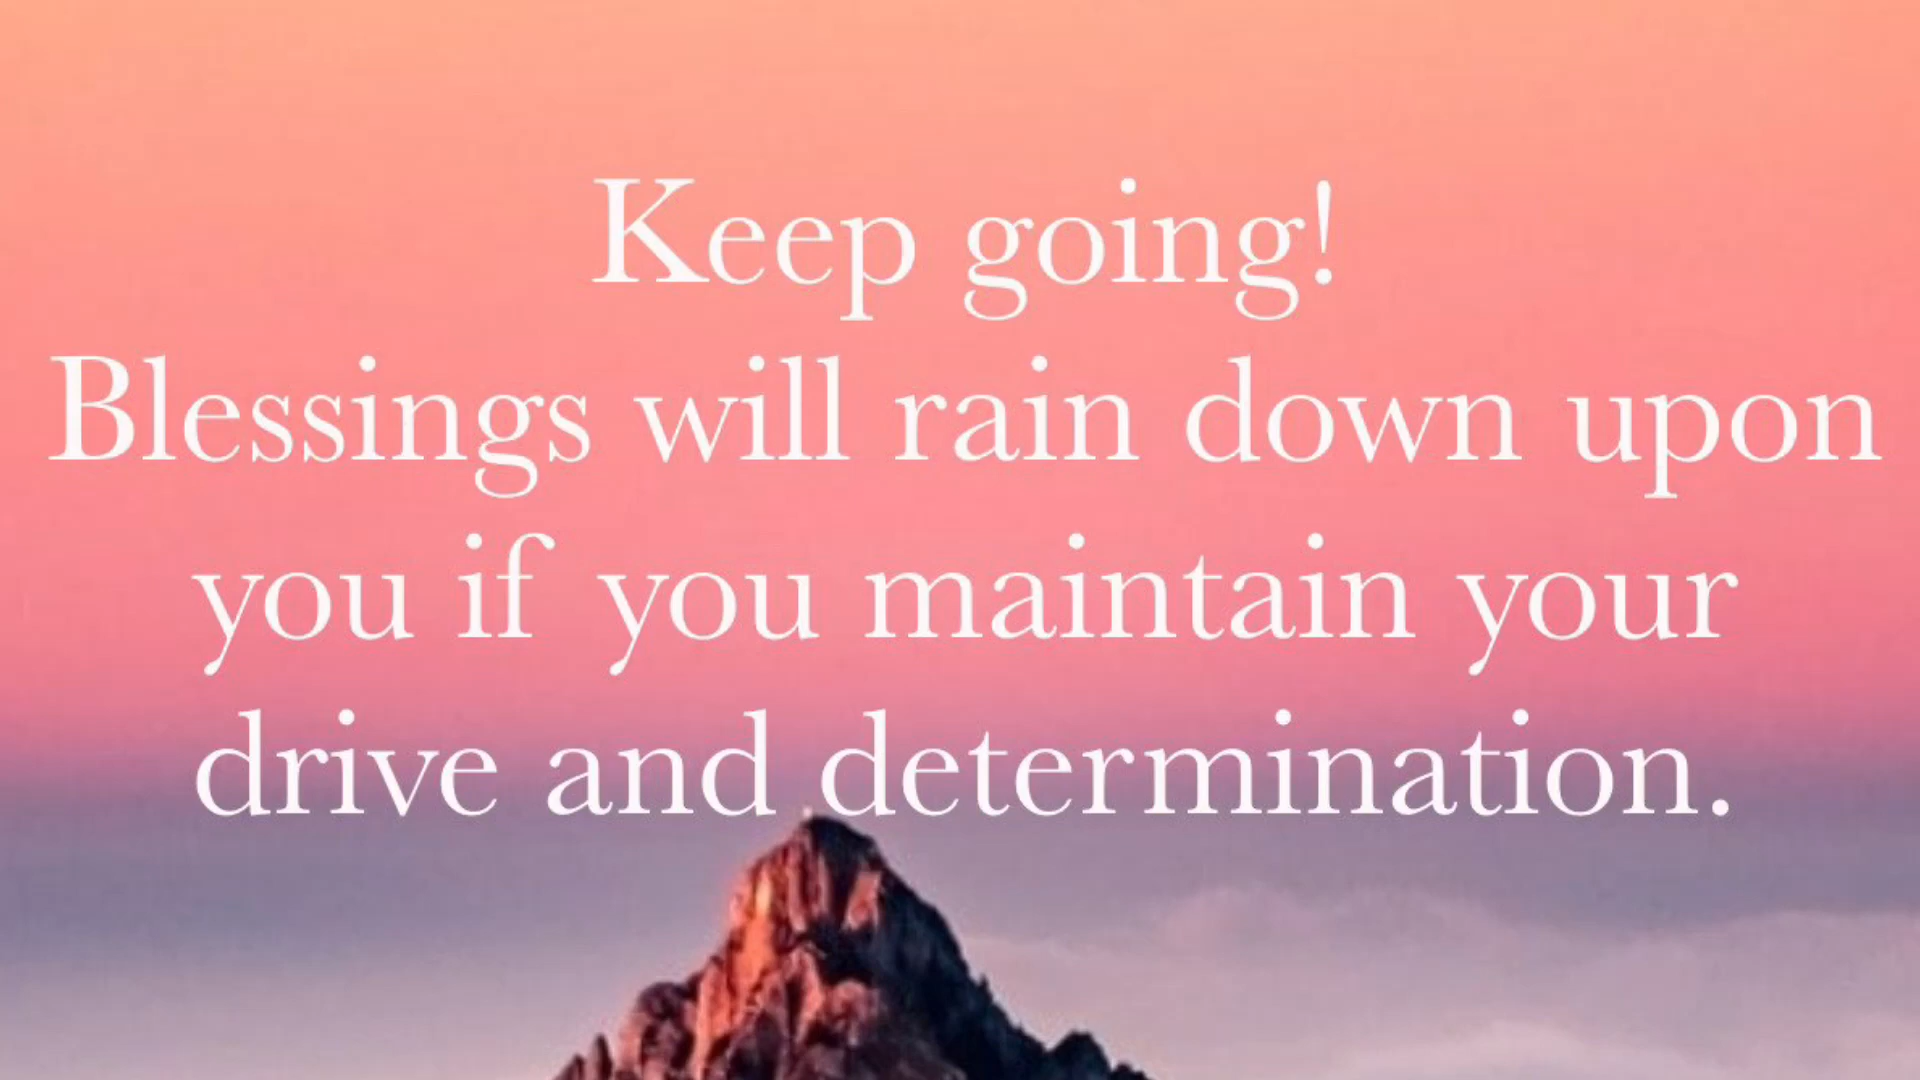 Keep going!
Blessings will rain down upon
you if you maintain your
drive and determination.